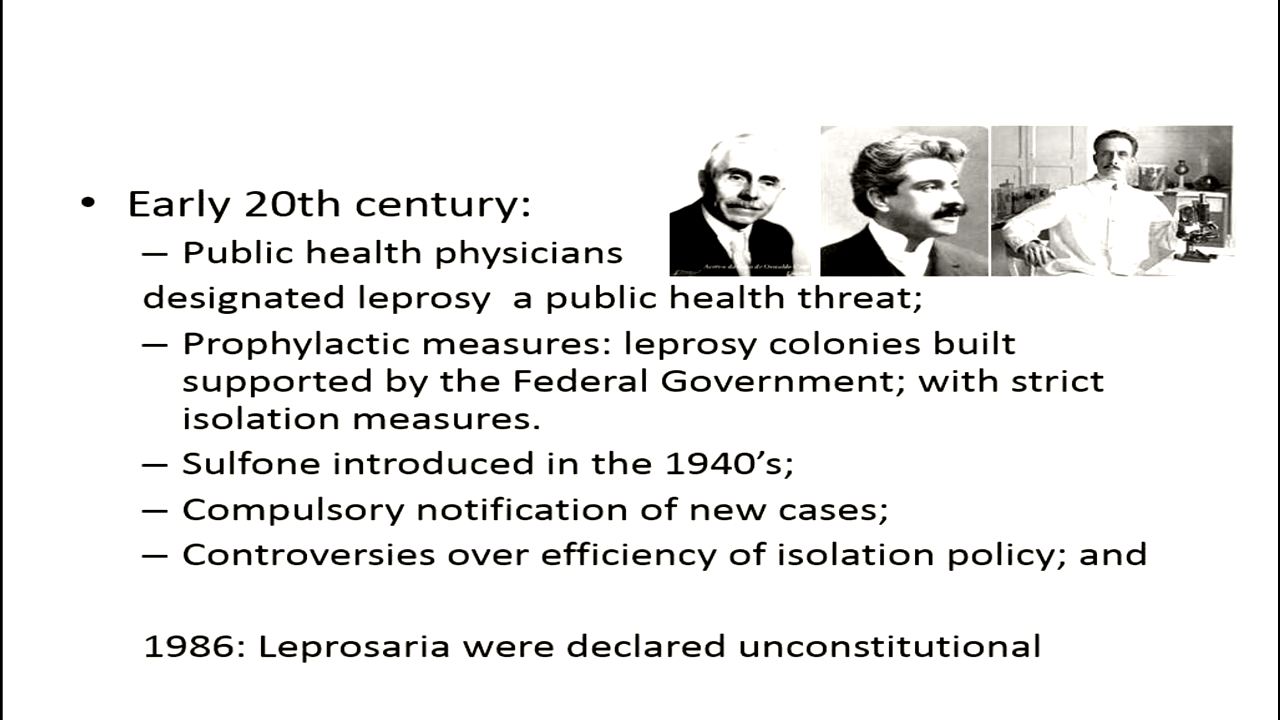 • Early 20th century:
– Public health physicians
designated leprosy a public health threat;
– Prophylactic measures: leprosy colonies built
supported by the Federal Government; with strict
isolation measures.
– Sulfone introduced in the 1940’s;
– Compulsory notification of new cases;
– Controversies over efficiency of isolation policy; and
1986: Leprosaria were declared unconstitutional